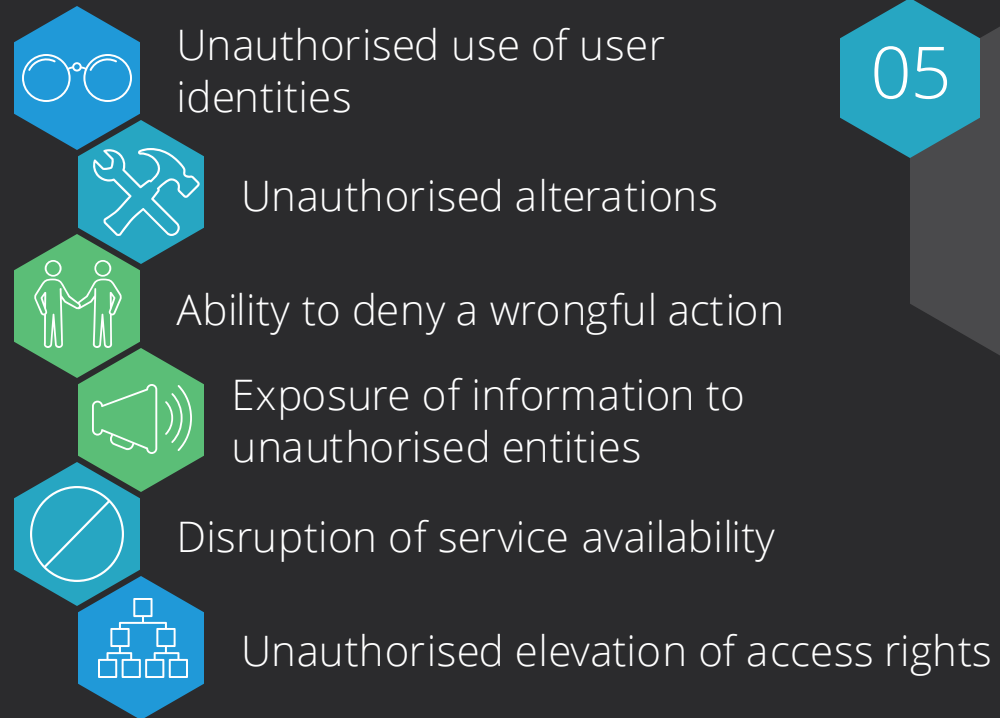 Unauthorised use of user
identities
05
Unauthorised alterations
Ability to deny a wrongful action
Exposure of information to
unauthorised entities
Disruption of service availability
Unauthorised elevation of access rights